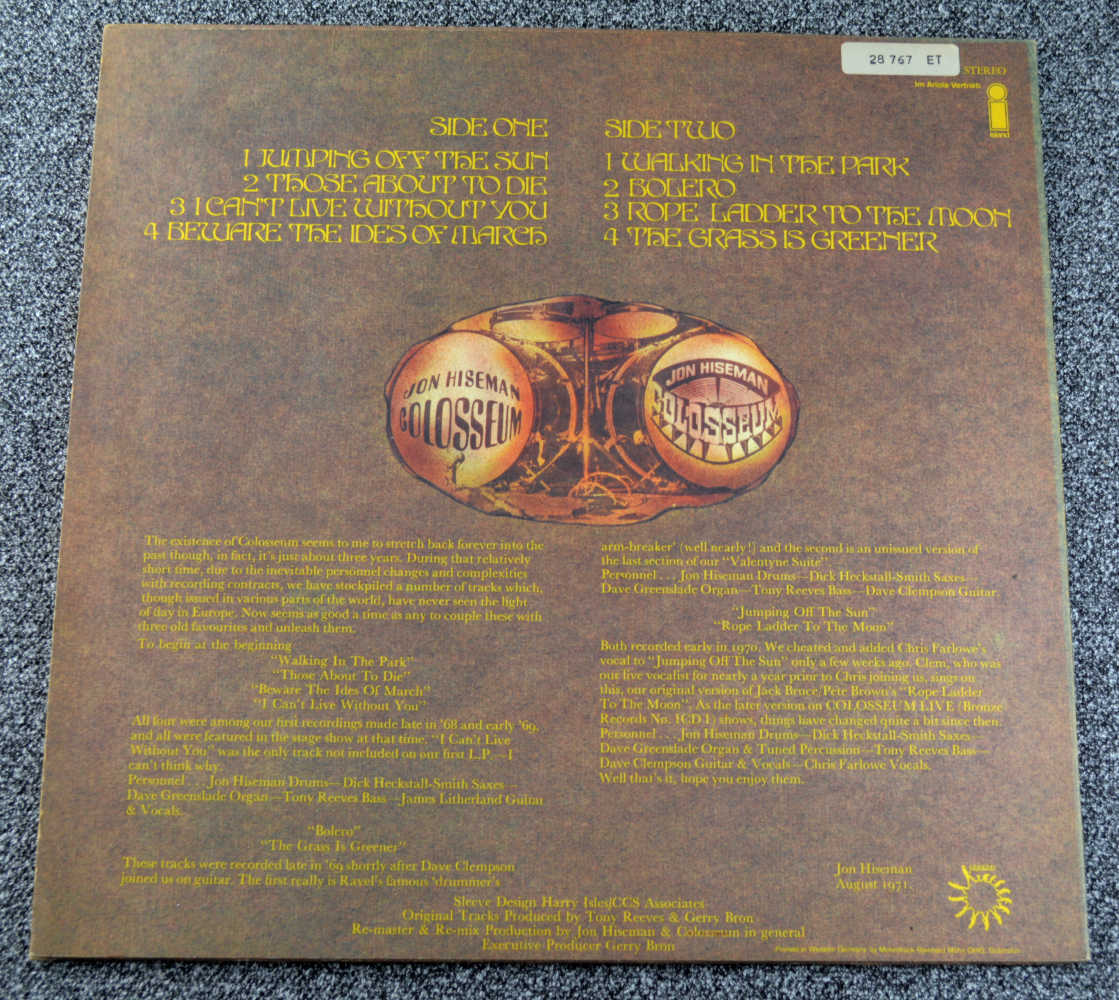 28 767 ET
STEREO
Im Ariola-Vertrieb
island
SIDE ONE
1 JUMPING OFF THE SUN
2 THOSE ABOUT TO DIE
3 I CAN'T LIVE WITHOUT YOU
4 BEWARE THE IDES OF MARCH
SIDE TWO
1 WALKING IN THE PARK
2 BOLERO
3 ROPE LADDER TO THE MOON
4 THE GRASS IS GREENER
JON HISEMAN
COLOSSEUM
JON HISEMAN
COLOSSEUM
The existence of Colosseum seems to me to stretch back forever into the
past though, in fact, it's just about three years. During that relatively
short time, due to the inevitable personnel changes and complexities
with recording contracts, we have stockpiled a number of tracks which,
though issued in various parts of the world, have never seen the light
of day in Europe. Now seems as good a time as any to couple these with
three old favourites and unleash them.
To begin at the beginning
"Walking In The Park"
"Those About To Die"
"Beware The Ides Of March"
"I Can't Live Without You"
All four were among our first recordings made late in '68 and early '69,
and all were featured in the stage show at that time. "I Can't Live
Without You" was the only track not included on our first L.P.—I
can't think why.
Personnel . . . Jon Hiseman Drums—Dick Heckstall-Smith Saxes—
Dave Greenslade Organ—Tony Reeves Bass—James Litherland Guitar
& Vocals.
"Bolero"
"The Grass Is Greener"
These tracks were recorded late in '69 shortly after Dave Clempson
joined us on guitar. The first really is Ravel's famous 'drummer's
arm-breaker' (well nearly!) and the second is an unissued version of
the last section of our "Valentyne Suite".
Personnel . . . Jon Hiseman Drums—Dick Heckstall-Smith Saxes—
Dave Greenslade Organ—Tony Reeves Bass—Dave Clempson Guitar.
"Jumping Off The Sun"
"Rope Ladder To The Moon"
Both recorded early in 1970. We cheated and added Chris Farlowe's
vocal to "Jumping Off The Sun" only a few weeks ago. Clem, who was
our live vocalist for nearly a year prior to Chris joining us, sings on
this, our original version of Jack Bruce/Pete Brown's "Rope Ladder
To The Moon". As the later version on COLOSSEUM LIVE (Bronze
Records No. ICD 1) shows, things have changed quite a bit since then.
Personnel . . . Jon Hiseman Drums—Dick Heckstall-Smith Saxes—
Dave Greenslade Organ & Tuned Percussion—Tony Reeves Bass—
Dave Clempson Guitar & Vocals—Chris Farlowe Vocals.
Well that's it, hope you enjoy them.
Jon Hiseman
August 1971.
Sleeve Design Harry Isles/CCS Associates
Original Tracks Produced by Tony Reeves & Gerry Bron
Re-master & Re-mix Production by Jon Hiseman & Colosseum in general
Executive Producer Gerry Bron
Printed in Western Germany by